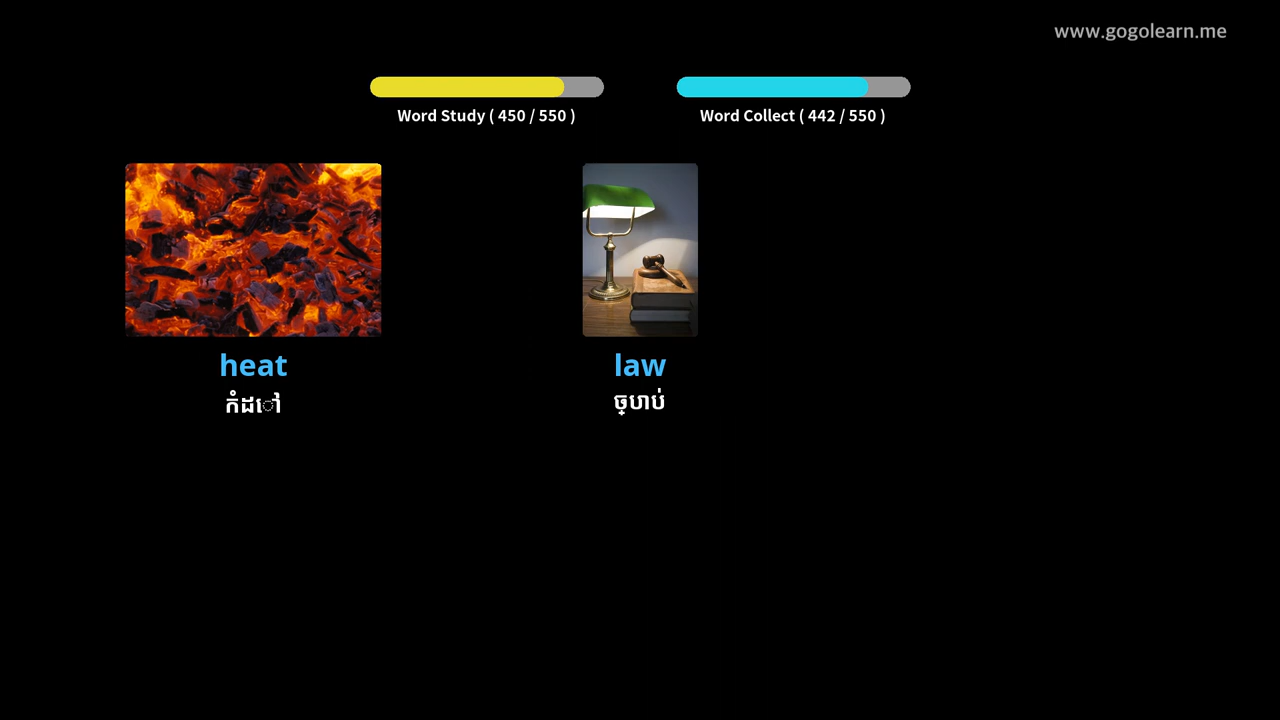 www.gogolearn.me
Word Study ( 450 / 550 )
Word Collect ( 442 / 550 )
heat
law
កំដៅ
ច្បាប់